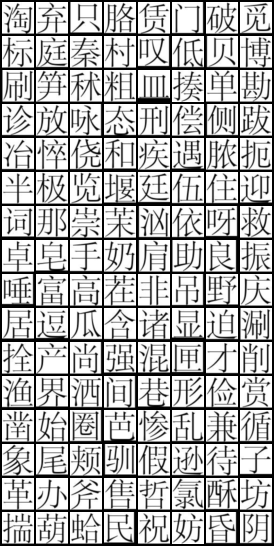 淘弃只胳赁门破觅
标庭秦村叹低贝博
刷笋秫粗皿揍单勘
诊放咏态刑偿侧跋
冶悴侥和疾遇脓扼
半极览堰廷伍住迎
词那崇茉汹依呀救
卓皂手奶肩助良振
唾富高茬非吊野庆
居逗瓜含诸显迫涮
拴产尚强混匣才削
渔界洒间巷形俭赏
凿始圈芭惨乱兼循
象尾颊驯假逊待子
革办斧售哲氯酥坊
揣葫蛤民祝妨昏阴